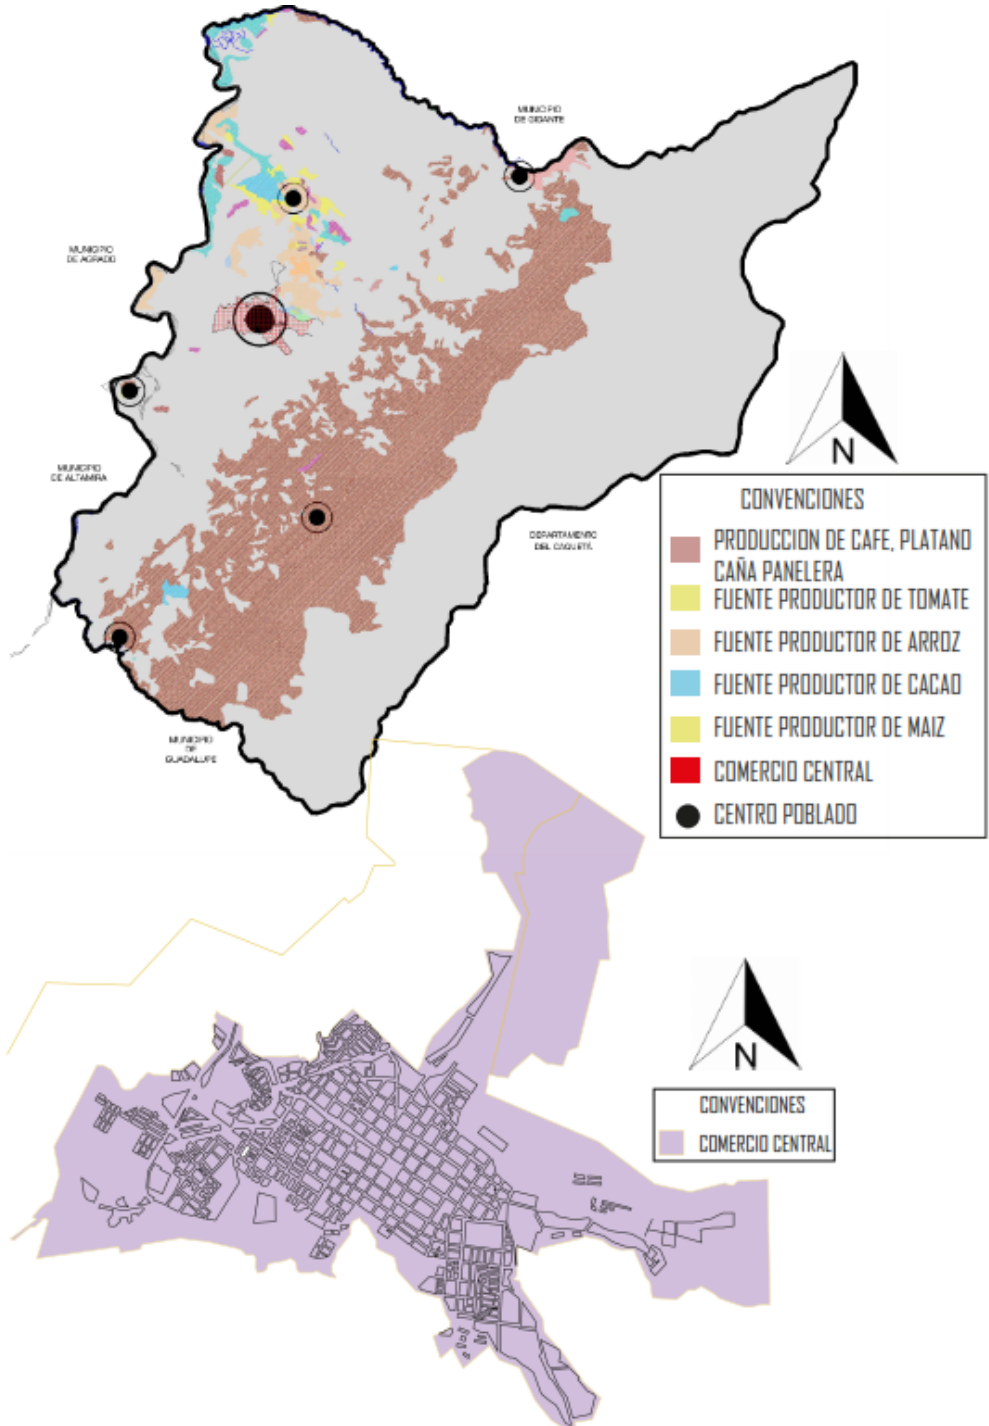 MUNICIPIO
DE GIGANTE
MUNICIPIO
DE AGRADO
MUNICIPIO
DE ALTAMIRA
DEPARTAMENTO
DEL CAQUETÁ
MUNICIPIO
DE
GUADALUPE
N
CONVENCIONES
PRODUCCION DE CAFE, PLATANO
CAÑA PANELERA
FUENTE PRODUCTOR DE TOMATE
FUENTE PRODUCTOR DE ARROZ
FUENTE PRODUCTOR DE CACAO
FUENTE PRODUCTOR DE MAIZ
COMERCIO CENTRAL
CENTRO POBLADO
N
CONVENCIONES
COMERCIO CENTRAL